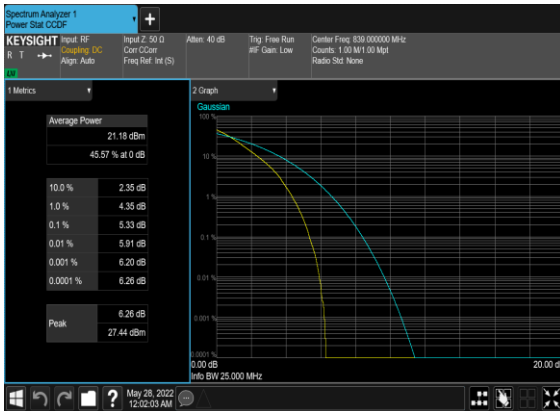 Spectrum Analyzer 1
Power Stat CCDF
KEYSIGHT
R T
LM
Input: RF
Coupling: DC
Align: Auto
Input Z: 50 Ω
Corr CCorr
Freq Ref: Int (S)
Atten: 40 dB
Trig: Free Run
#IF Gain: Low
Center Freq: 839.000000 MHz
Counts: 1.00 M/1.00 Mpt
Radio Std: None
1 Metrics
Average Power
21.18 dBm
45.57 % at 0 dB
10.0 % 2.35 dB
1.0 % 4.35 dB
0.1 % 5.33 dB
0.01 % 5.91 dB
0.001 % 6.20 dB
0.0001 % 6.26 dB
Peak
6.26 dB
27.44 dBm
2 Graph
Gaussian
100 %
10 %
1 %
0.1 %
0.01 %
0.001 %
0.0001 %
0.00 dB
20.00 d
Info BW 25.000 MHz
?
May 28, 2022
12:02:03 AM